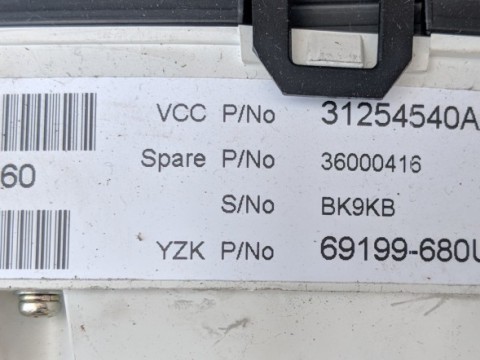 VCC P/No 31254540A
Spare P/No 36000416
60
S/No BK9KB
YZK P/No 69199-680U